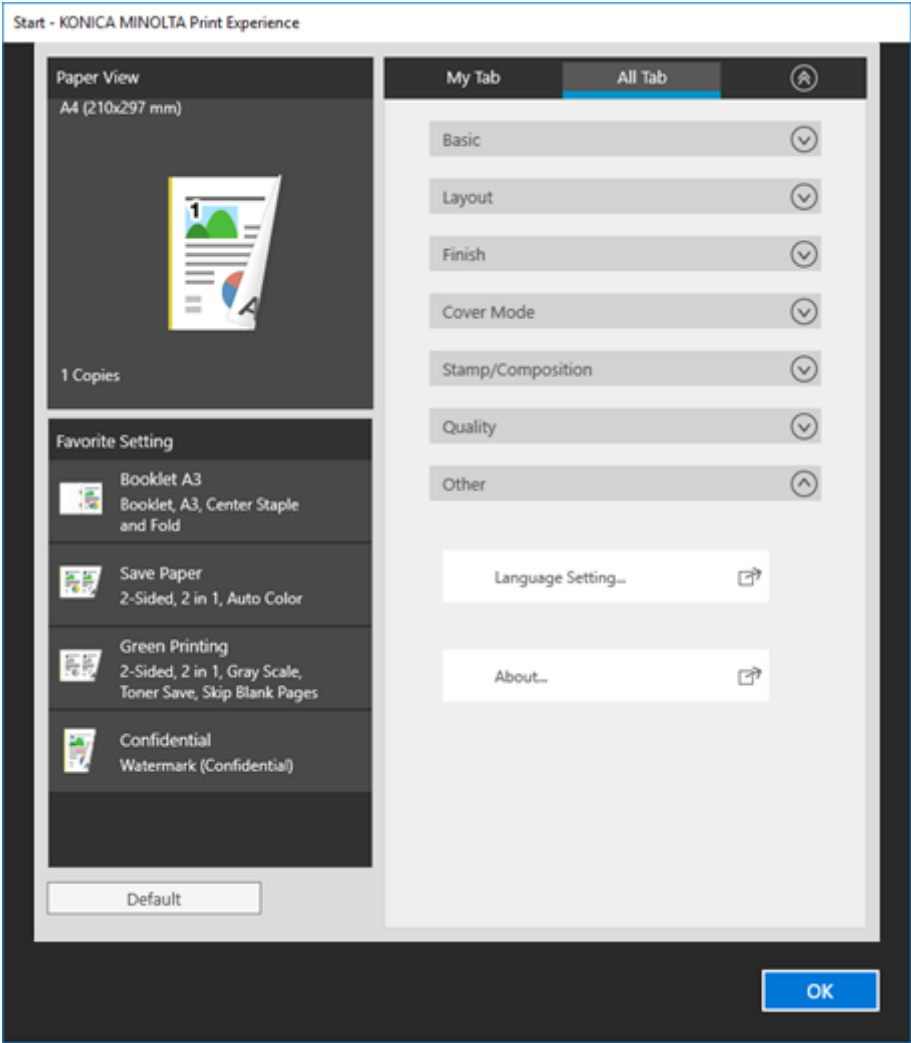 Start - KONICA MINOLTA Print Experience
Paper View
A4 (210x297 mm)
1
A
1 Copies
Favorite Setting
Booklet A3
Booklet, A3, Center Staple
and Fold
Save Paper
2-Sided, 2 in 1, Auto Color
Green Printing
2-Sided, 2 in 1, Gray Scale,
Toner Save, Skip Blank Pages
Confidential
Watermark (Confidential)
Default
My Tab
All Tab
Basic
Layout
Finish
Cover Mode
Stamp/Composition
Quality
Other
Language Setting...
About...
OK